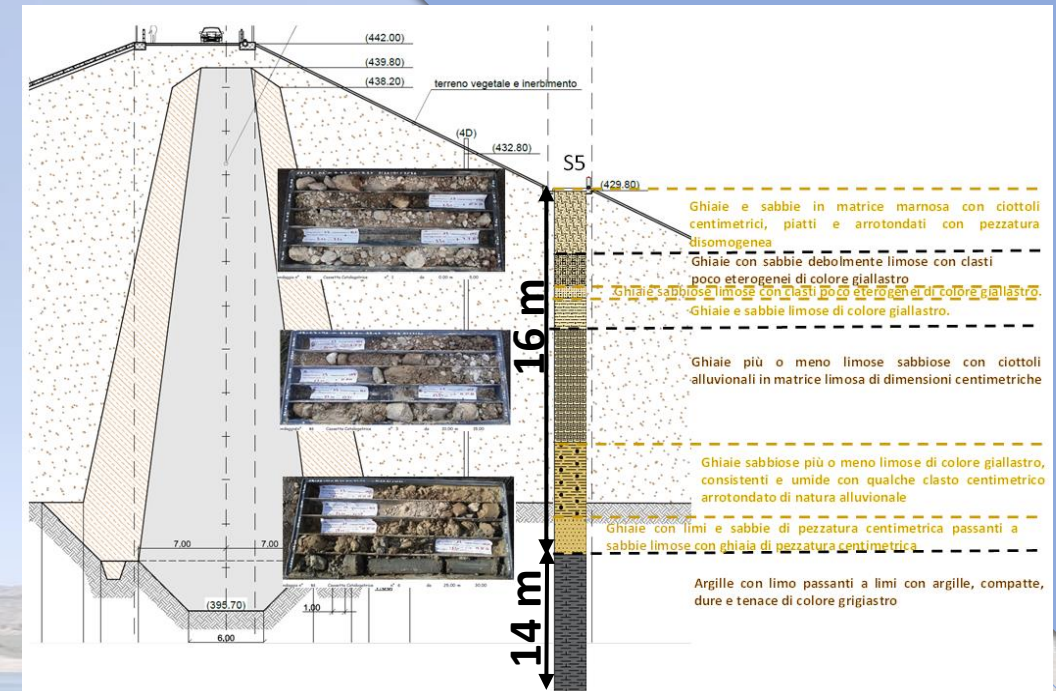 (442.00)
(439.80)
(438.20)
terreno vegetale e inerbimento
(4D)
(432.80)
S5
(429.80)
Ghiaie e sabbie in matrice marnosa con ciottoli
centimetrici, piatti e arrotondati con pezzatura
disomogenea
Ghiaie con sabbie debolmente limose con clasti
poco eterogenei di colore giallastro
Ghiaie sabbiose limose con clasti poco eterogenei di colore giallastro.
Ghiaie e sabbie limose di colore giallastro.
16 m
Ghiaie più o meno limose sabbiose con ciottoli
alluvionali in matrice limosa di dimensioni centimetriche
Ghiaie sabbiose più o meno limose di colore giallastro,
consistenti e umide con qualche clasto centimetrico
arrotondato di natura alluvionale
Ghiaie con limi e sabbie di pezzatura centimetrica passanti a
sabbie limose con ghiaia di pezzatura centimetrica
7.00
7.00
14 m
Argille con limo passanti a limi con argille, compatte,
dure e tenace di colore grigiastro
(395.70)
1,00
6,00